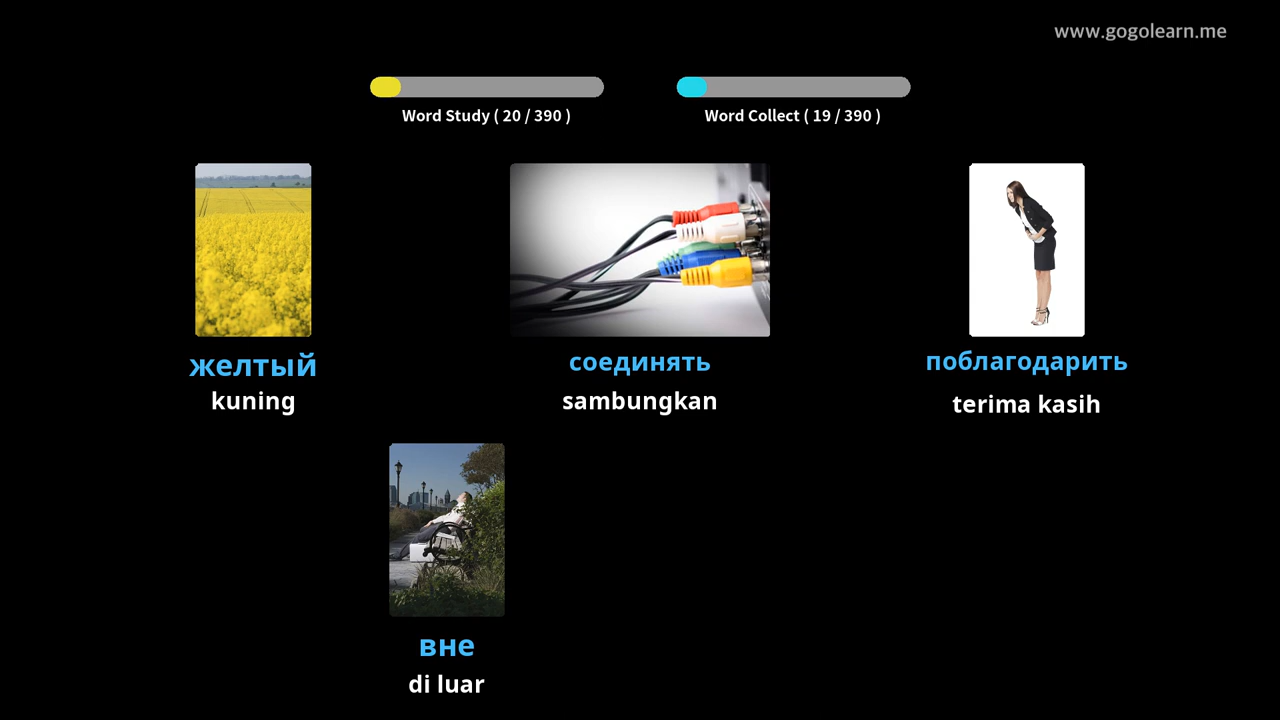 www.gogolearn.me
Word Study ( 20 / 390 )
Word Collect ( 19 / 390 )
желтый
kuning
соединять
sambungkan
поблагодарить
terima kasih
вне
di luar